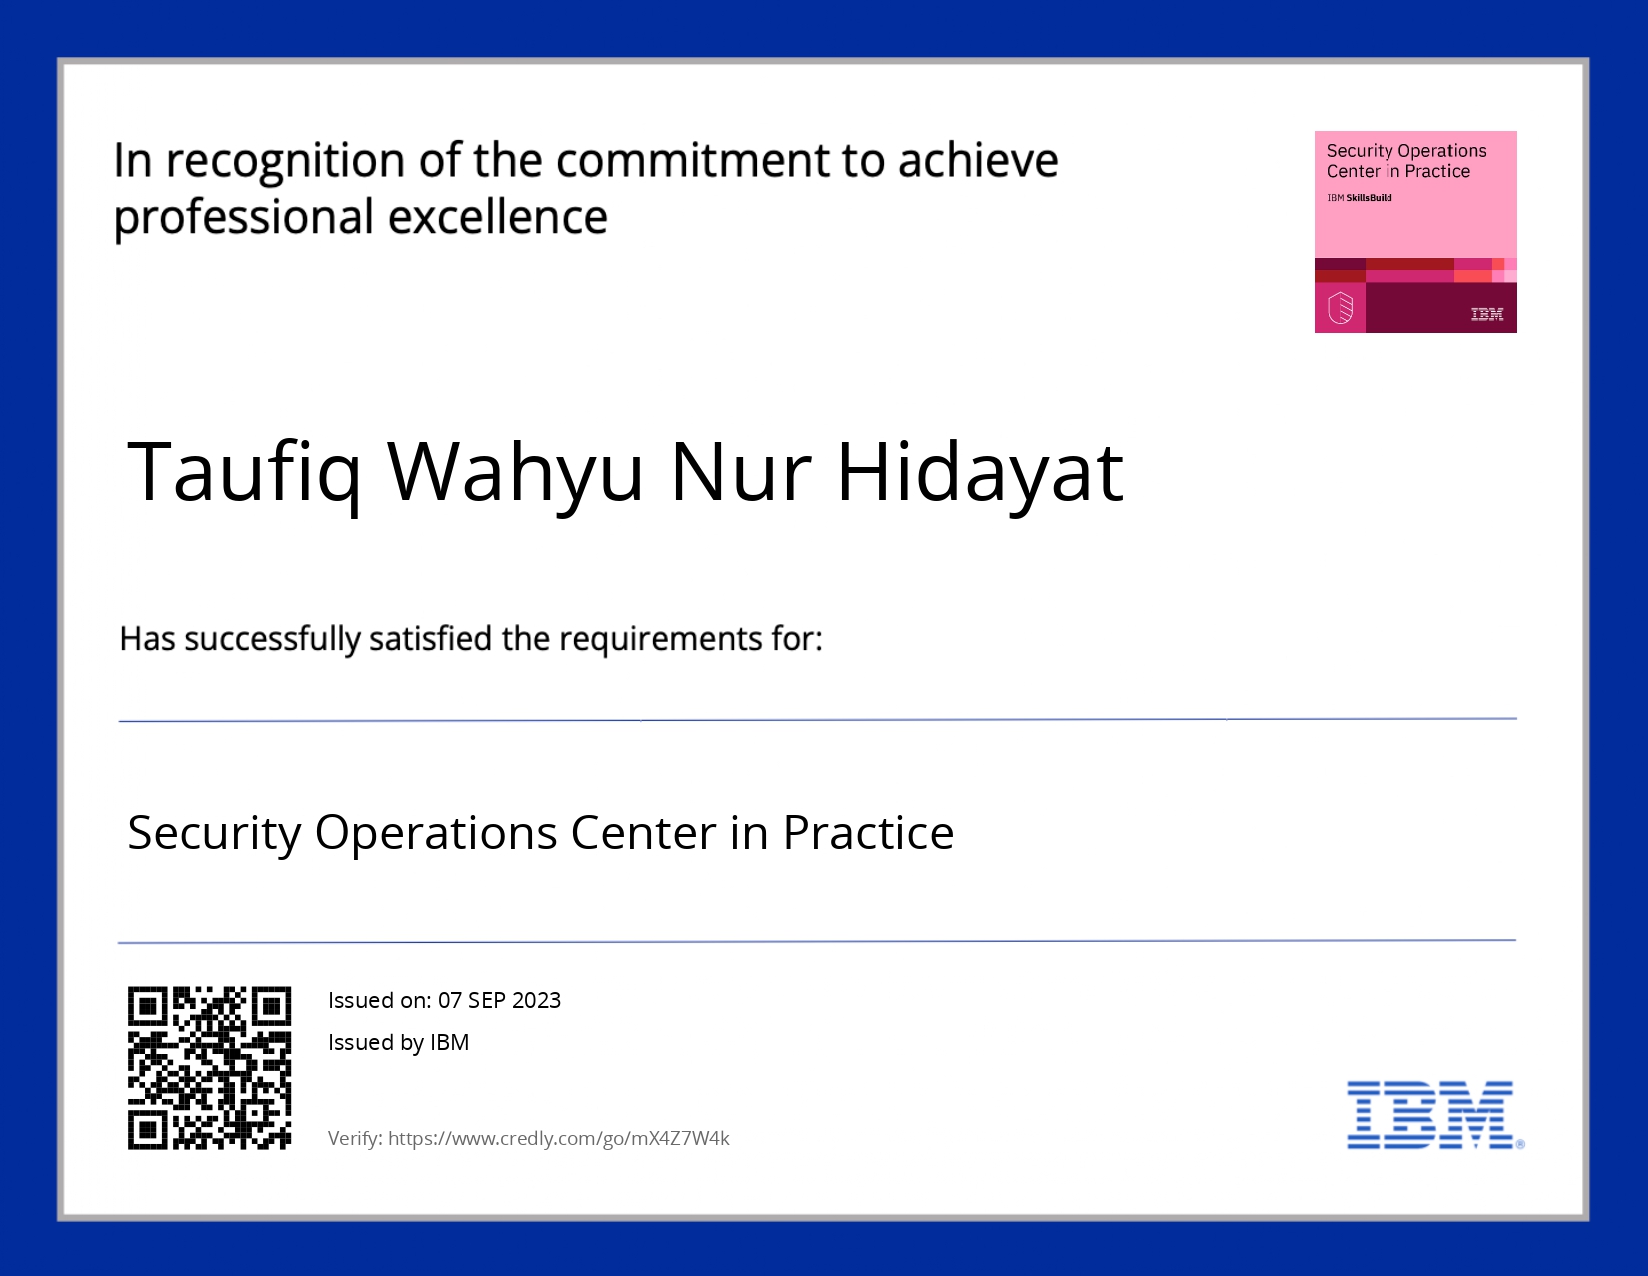 In recognition of the commitment to achieve
professional excellence
Security Operations
Center in Practice
IBM SkillsBuild
IBM
Taufiq Wahyu Nur Hidayat
Has successfully satisfied the requirements for:
Security Operations Center in Practice
Issued on: 07 SEP 2023
Issued by IBM
Verify: https://www.credly.com/go/mX4Z7W4k
IBM®